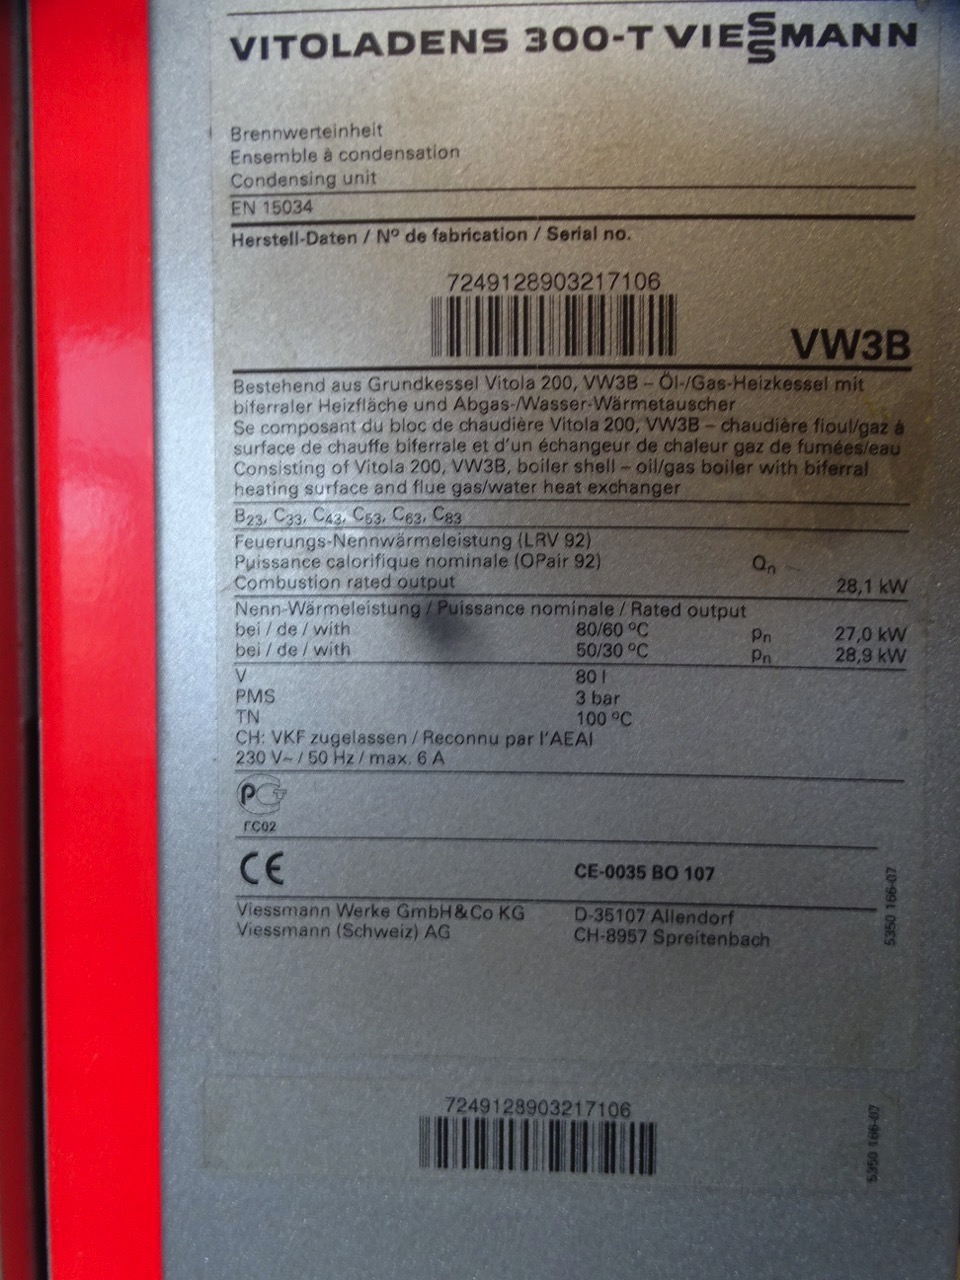 VITOLADENS 300-T VIESSMANN
Brennwerteinheit
Ensemble à condensation
Condensing unit
EN 15034
Herstell-Daten / Nº de fabrication / Serial no.
7249128903217106
VW3B
Bestehend aus Grundkessel Vitola 200, VW3B – Öl-/Gas-Heizkessel mit
biferraler Heizfläche und Abgas-/Wasser-Wärmetauscher
Se composant du bloc de chaudière Vitola 200, VW3B – chaudière fioul/gaz à
surface de chauffe biferrale et d'un échangeur de chaleur gaz de fumées/eau
Consisting of Vitola 200, VW3B, boiler shell – oil/gas boiler with biferral
heating surface and flue gas/water heat exchanger
B23, C33, C43, C53, C63, C83
Feuerungs-Nennwärmeleistung (LRV 92)
Puissance calorifique nominale (OPair 92) Qn
Combustion rated output 28,1 kW
Nenn-Wärmeleistung / Puissance nominale / Rated output
bei / de / with 80/60 ºC pn 27,0 kW
bei / de / with 50/30 ºC pn 28,9 kW
V 80 l
PMS 3 bar
TN 100 ºC
CH: VKF zugelassen / Reconnu par l'AEAI
230 V~ / 50 Hz / max. 6 A
ГС02
CE CE-0035 BO 107
Viessmann Werke GmbH&Co KG D-35107 Allendorf
Viessmann (Schweiz) AG CH-8957 Spreitenbach
5350 166-07
7249128903217106
5350 166-07